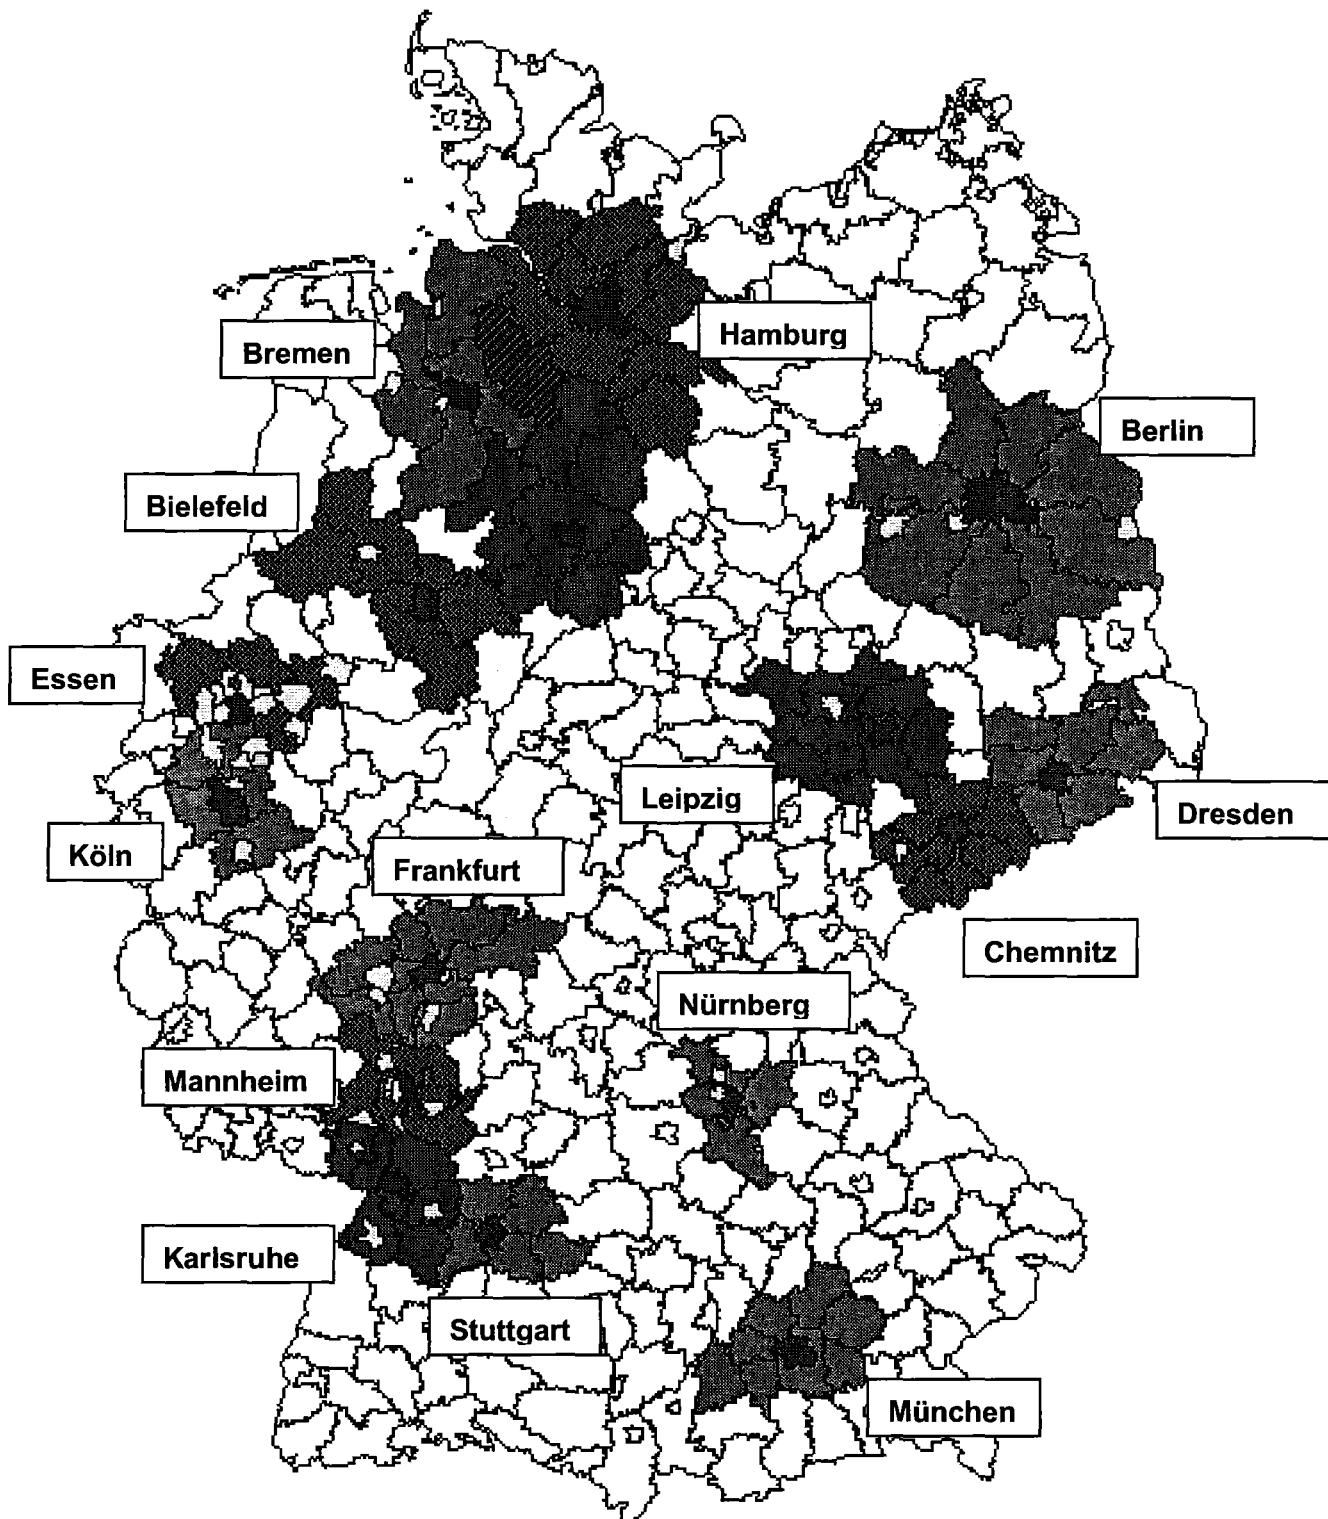 Hamburg
Bremen
Berlin
Bielefeld
Essen
Leipzig
Dresden
Köln
Frankfurt
Chemnitz
Nürnberg
Mannheim
Karlsruhe
Stuttgart
München